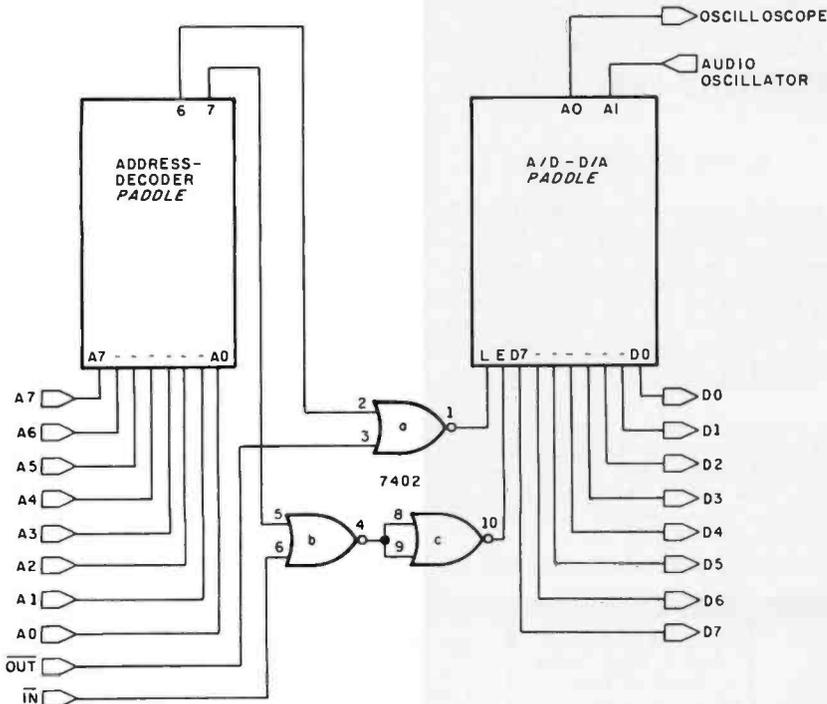 OSCILLOSCOPE
AUDIO
OSCILLATOR
6 7
A0 A1
ADDRESS-
DECODER
PADDLE
A/D - D/A
PADDLE
A7 - - - - - - A0
L E D7 - - - - - - D0
A7
A6
A5
A4
A3
A2
A1
A0
OUT
IN
2
3
a
1
7402
5
6
b
4
8
9
c
10
D0
D1
D2
D3
D4
D5
D6
D7